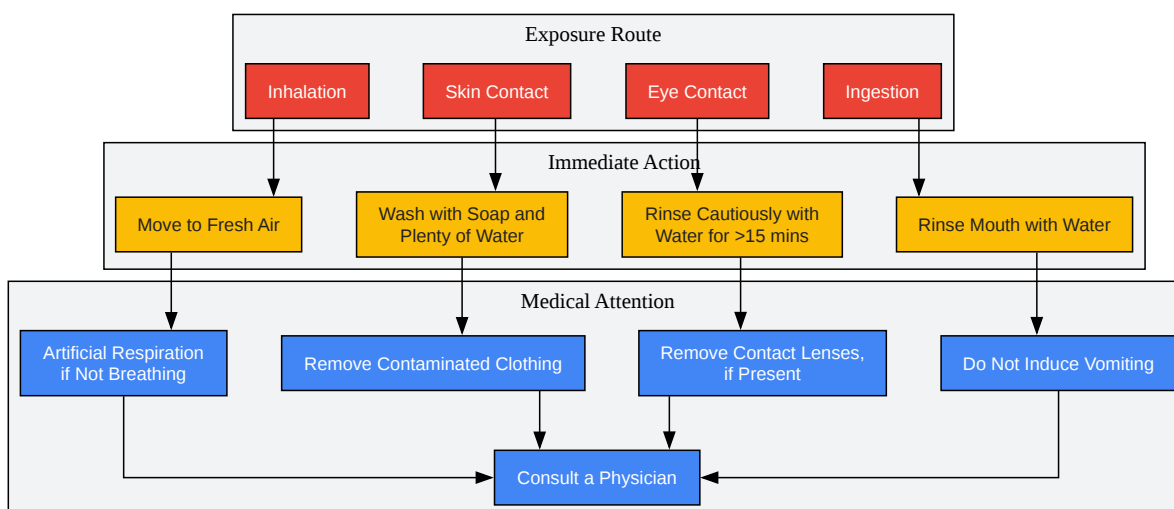 Exposure Route
Inhalation
Skin Contact
Eye Contact
Ingestion
Immediate Action
Move to Fresh Air
Wash with Soap and
Plenty of Water
Rinse Cautiously with
Water for >15 mins
Rinse Mouth with Water
Medical Attention
Artificial Respiration
if Not Breathing
Remove Contaminated Clothing
Remove Contact Lenses,
if Present
Do Not Induce Vomiting
Consult a Physician